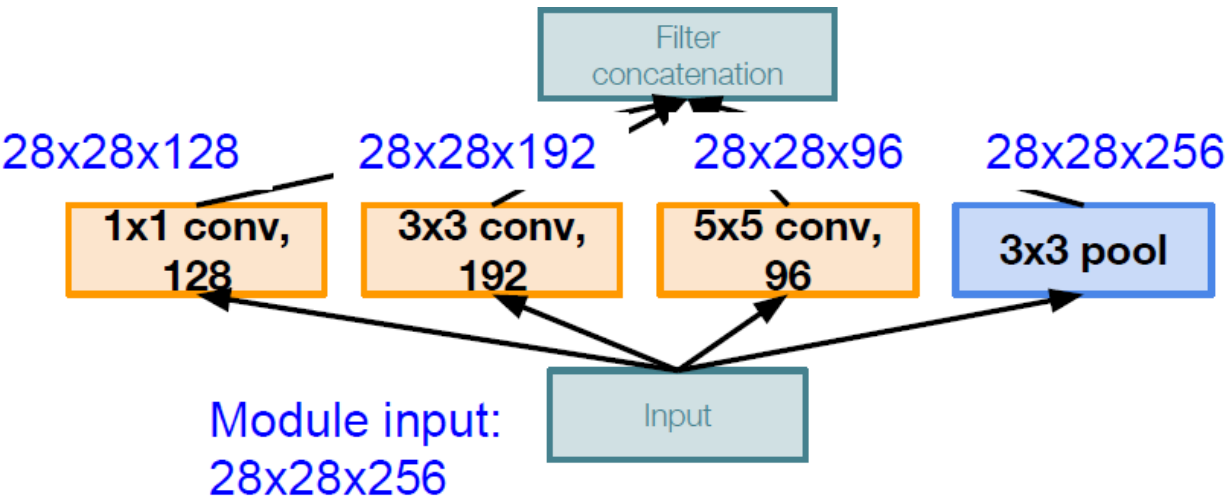 Filter
concatenation
28x28x128
28x28x192
28x28x96
28x28x256
1x1 conv,
128
3x3 conv,
192
5x5 conv,
96
3x3 pool
Input
Module input:
28x28x256